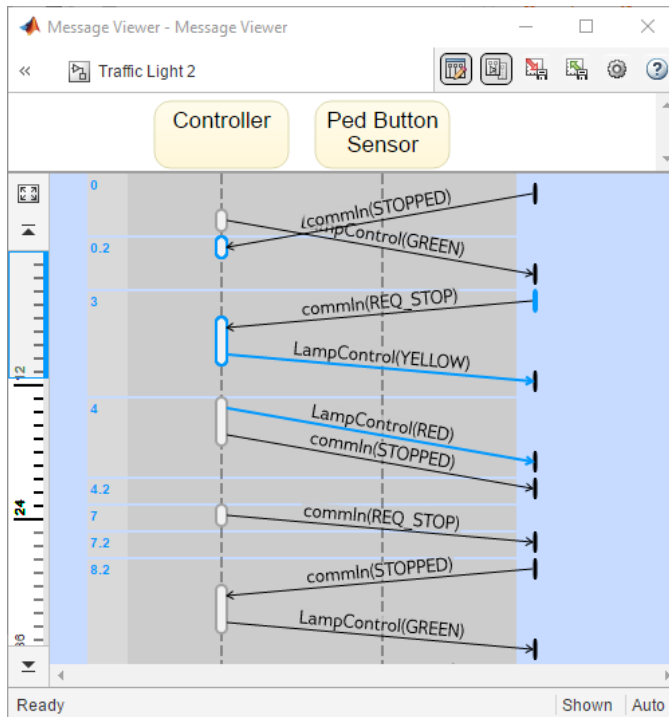 Message Viewer - Message Viewer
Traffic Light 2
Controller
Ped Button
Sensor
0
commIn(STOPPED)
LampControl(GREEN)
0.2
3
commIn(REQ_STOP)
LampControl(YELLOW)
12
4
LampControl(RED)
commIn(STOPPED)
4.2
24
7
commIn(REQ_STOP)
7.2
8.2
commIn(STOPPED)
LampControl(GREEN)
36
Ready
Shown
Auto